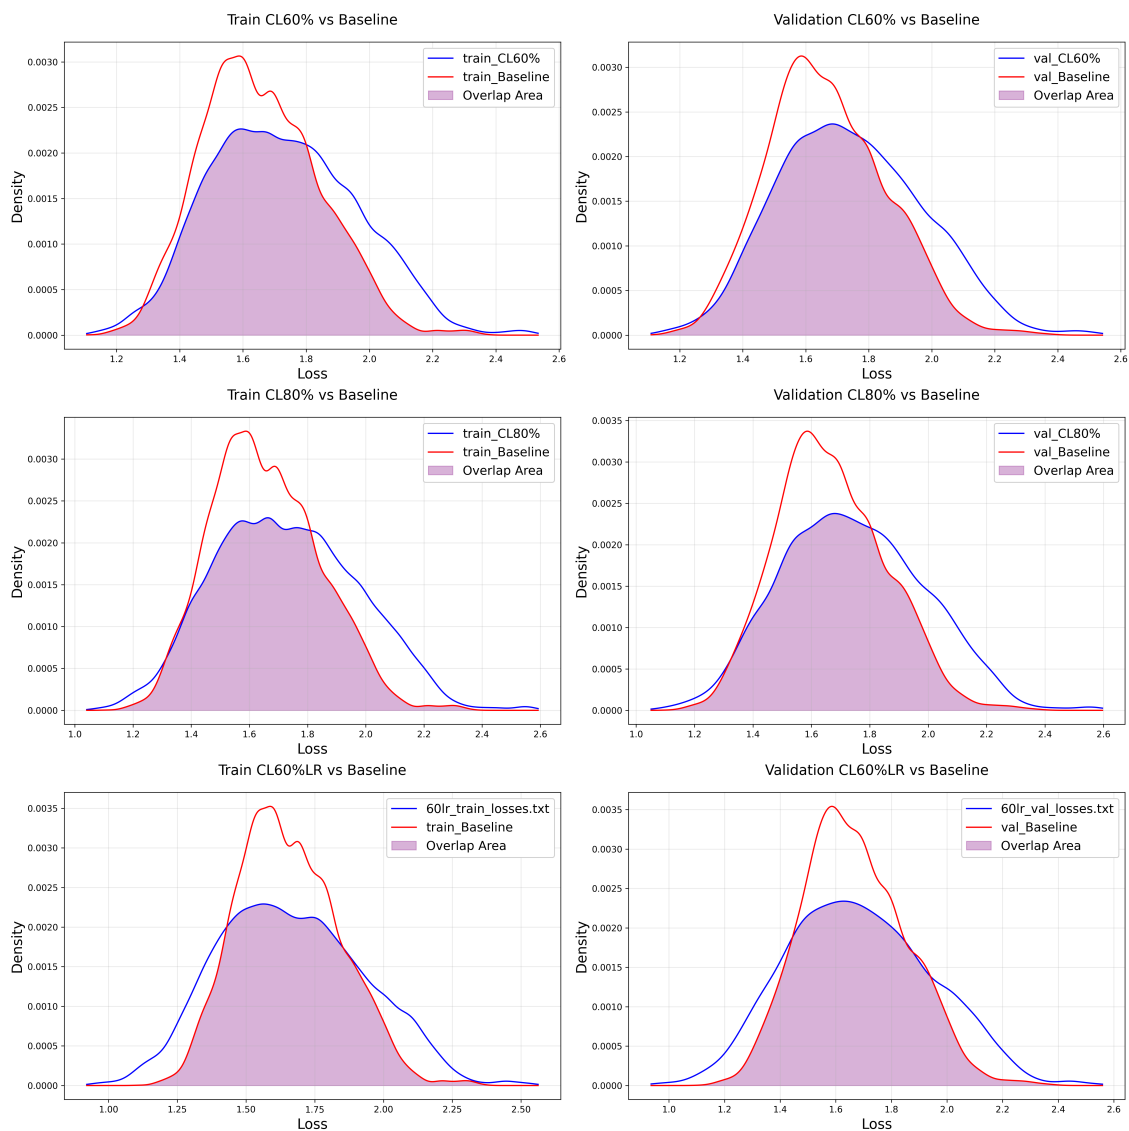 Train CL60% vs Baseline
Density
0.0030
0.0025
0.0020
0.0015
0.0010
0.0005
0.0000
train_CL60%
train_Baseline
Overlap Area
1.2 1.4 1.6 1.8 2.0 2.2 2.4 2.6
Loss
Validation CL60% vs Baseline
Density
0.0030
0.0025
0.0020
0.0015
0.0010
0.0005
0.0000
val_CL60%
val_Baseline
Overlap Area
1.2 1.4 1.6 1.8 2.0 2.2 2.4 2.6
Loss
Train CL80% vs Baseline
Density
0.0030
0.0025
0.0020
0.0015
0.0010
0.0005
0.0000
train_CL80%
train_Baseline
Overlap Area
1.0 1.2 1.4 1.6 1.8 2.0 2.2 2.4 2.6
Loss
Validation CL80% vs Baseline
Density
0.0035
0.0030
0.0025
0.0020
0.0015
0.0010
0.0005
0.0000
val_CL80%
val_Baseline
Overlap Area
1.0 1.2 1.4 1.6 1.8 2.0 2.2 2.4 2.6
Loss
Train CL60%LR vs Baseline
Density
0.0035
0.0030
0.0025
0.0020
0.0015
0.0010
0.0005
0.0000
60lr_train_losses.txt
train_Baseline
Overlap Area
1.00 1.25 1.50 1.75 2.00 2.25 2.50
Loss
Validation CL60%LR vs Baseline
Density
0.0035
0.0030
0.0025
0.0020
0.0015
0.0010
0.0005
0.0000
60lr_val_losses.txt
val_Baseline
Overlap Area
1.0 1.2 1.4 1.6 1.8 2.0 2.2 2.4 2.6
Loss